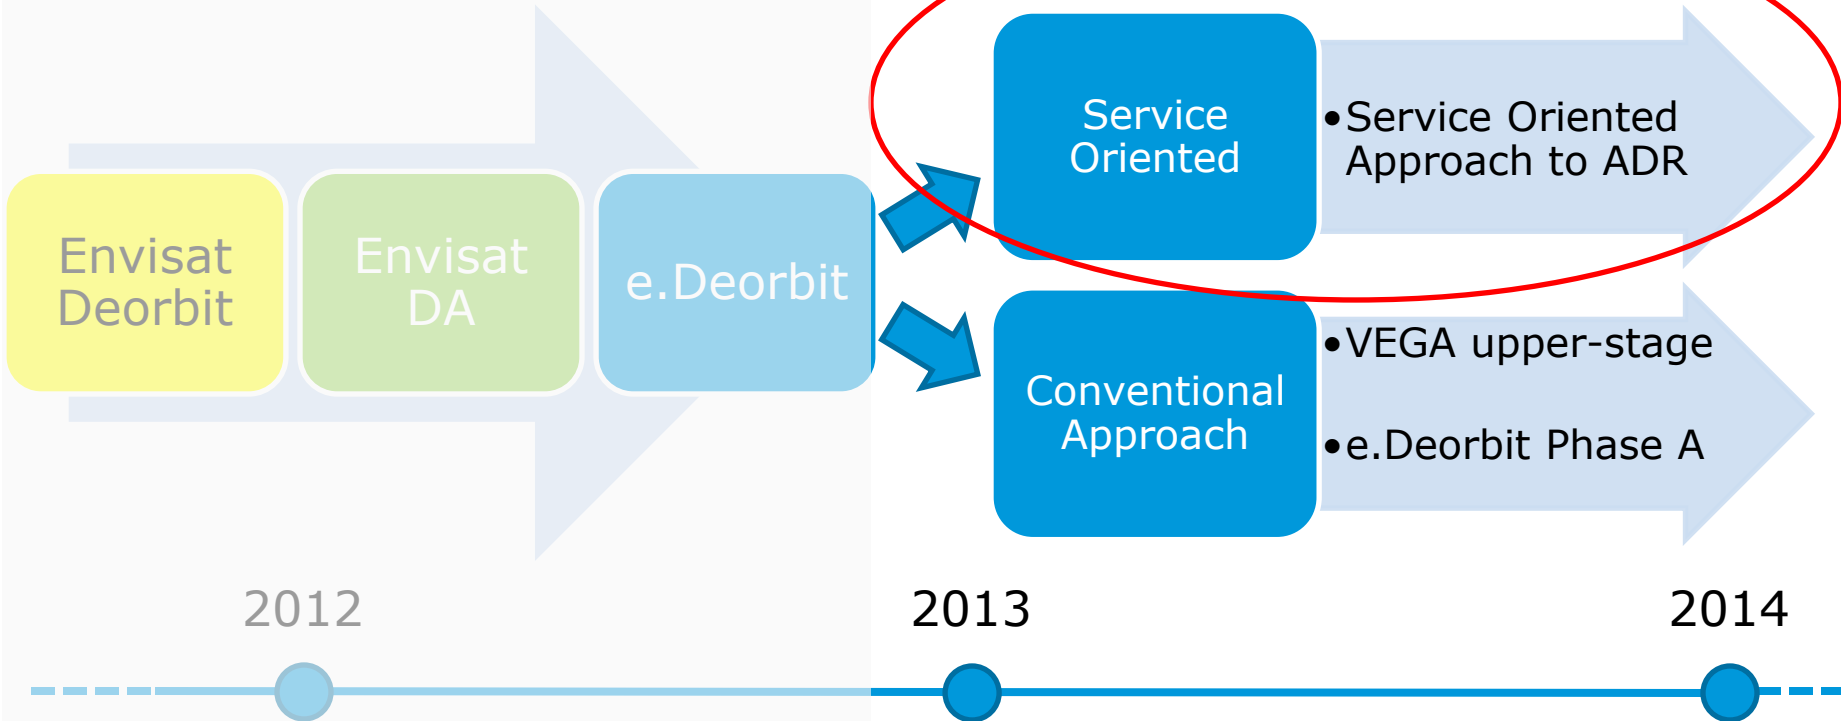 Envisat
Deorbit
Envisat
DA
e.Deorbit
Service
Oriented
•Service Oriented
Approach to ADR
Conventional
Approach
•VEGA upper-stage
•e.Deorbit Phase A
2012
2013
2014